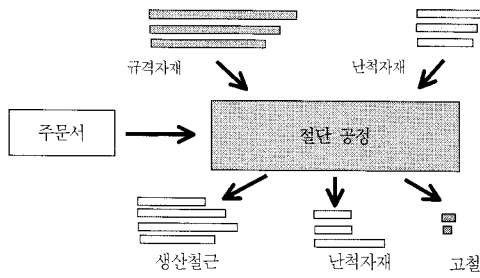 규격자재
난척자재
주문서
절단 공정
생산철근
난척자재
고철